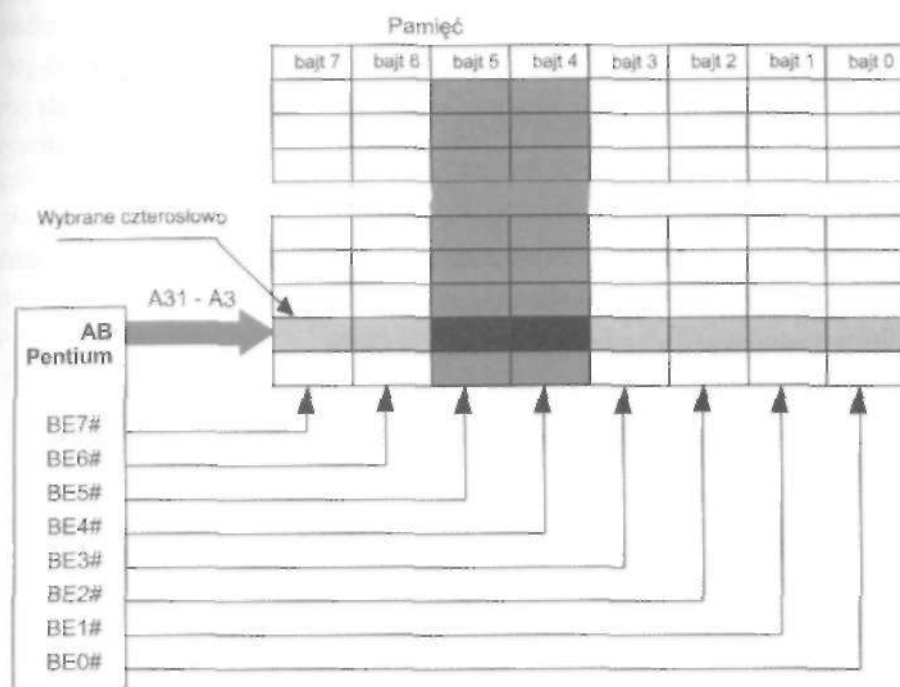 Pamięć
bajt 7 bajt 6 bajt 5 bajt 4 bajt 3 bajt 2 bajt 1 bajt 0
Wybrane czterosłowo
A31 - A3
AB
Pentium
BE7#
BE6#
BE5#
BE4#
BE3#
BE2#
BE1#
BE0#